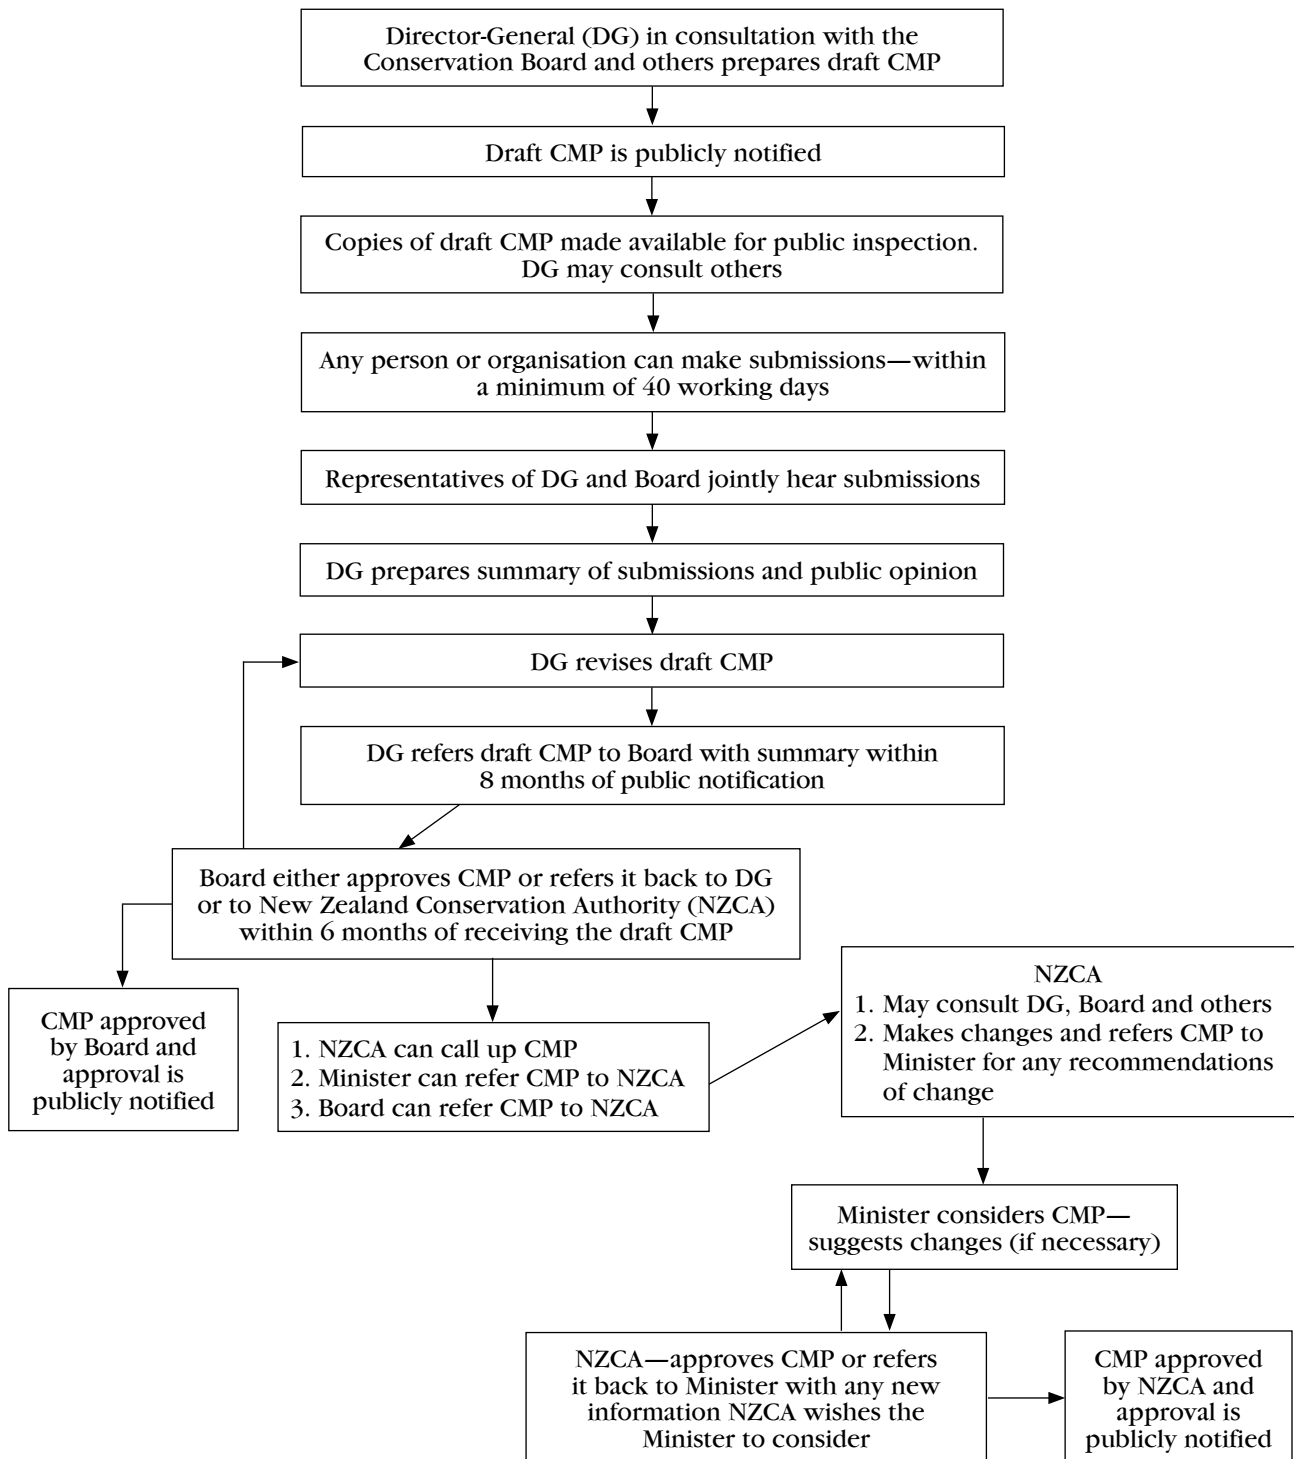 Director-General (DG) in consultation with the
Conservation Board and others prepares draft CMP
Draft CMP is publicly notified
Copies of draft CMP made available for public inspection.
DG may consult others
Any person or organisation can make submissions—within
a minimum of 40 working days
Representatives of DG and Board jointly hear submissions
DG prepares summary of submissions and public opinion
DG revises draft CMP
DG refers draft CMP to Board with summary within
8 months of public notification
Board either approves CMP or refers it back to DG
or to New Zealand Conservation Authority (NZCA)
within 6 months of receiving the draft CMP
CMP approved
by Board and
approval is
publicly notified
1. NZCA can call up CMP
2. Minister can refer CMP to NZCA
3. Board can refer CMP to NZCA
NZCA
1. May consult DG, Board and others
2. Makes changes and refers CMP to
Minister for any recommendations
of change
Minister considers CMP—
suggests changes (if necessary)
NZCA—approves CMP or refers
it back to Minister with any new
information NZCA wishes the
Minister to consider
CMP approved
by NZCA and
approval is
publicly notified